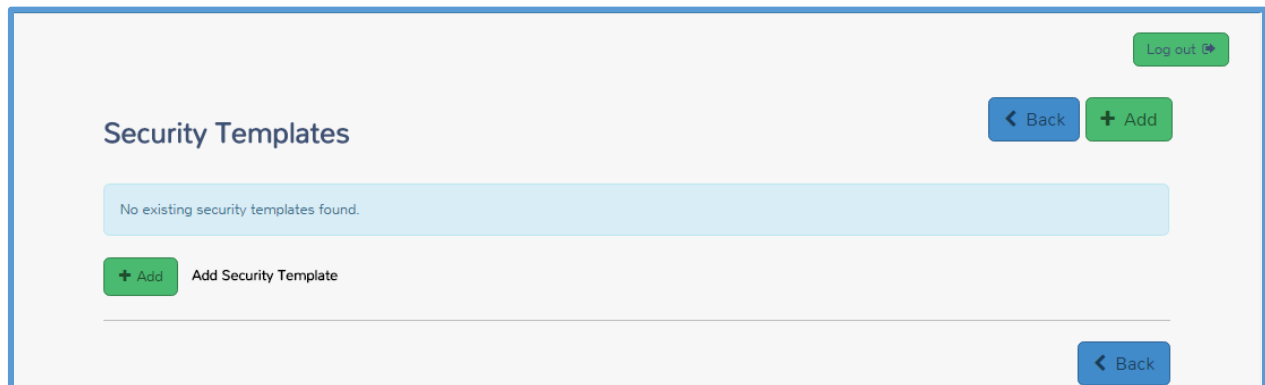 Log out
Security Templates
Back
+ Add
No existing security templates found.
+ Add Add Security Template
Back